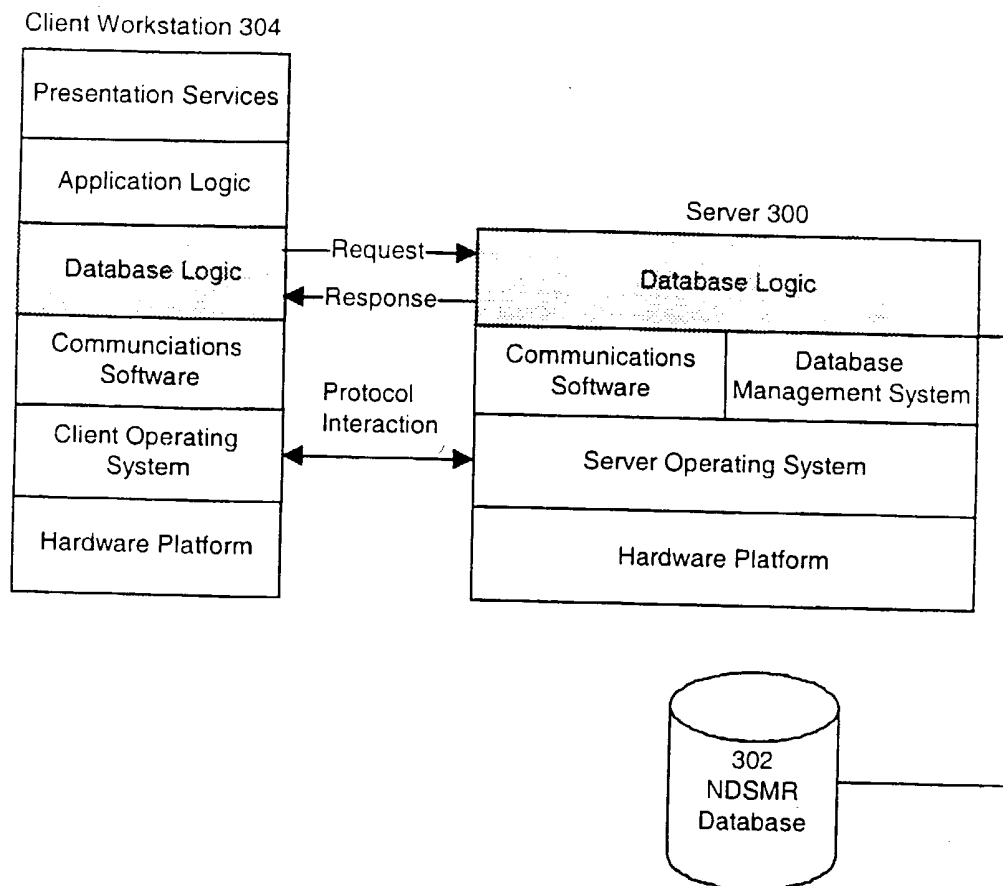 Client Workstation 304
Presentation Services
Application Logic
Database Logic
Communciations
Software
Client Operating
System
Hardware Platform
Request
Response
Protocol
Interaction
Server 300
Database Logic
Communications
Software
Database
Management System
Server Operating System
Hardware Platform
302
NDSMR
Database